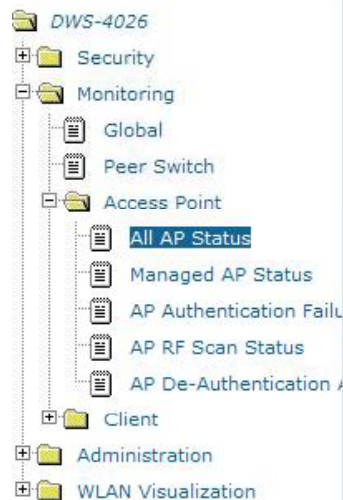 DWS-4026
Security
Monitoring
Global
Peer Switch
Access Point
All AP Status
Managed AP Status
AP Authentication Failu
AP RF Scan Status
AP De-Authentication A
Client
Administration
WLAN Visualization